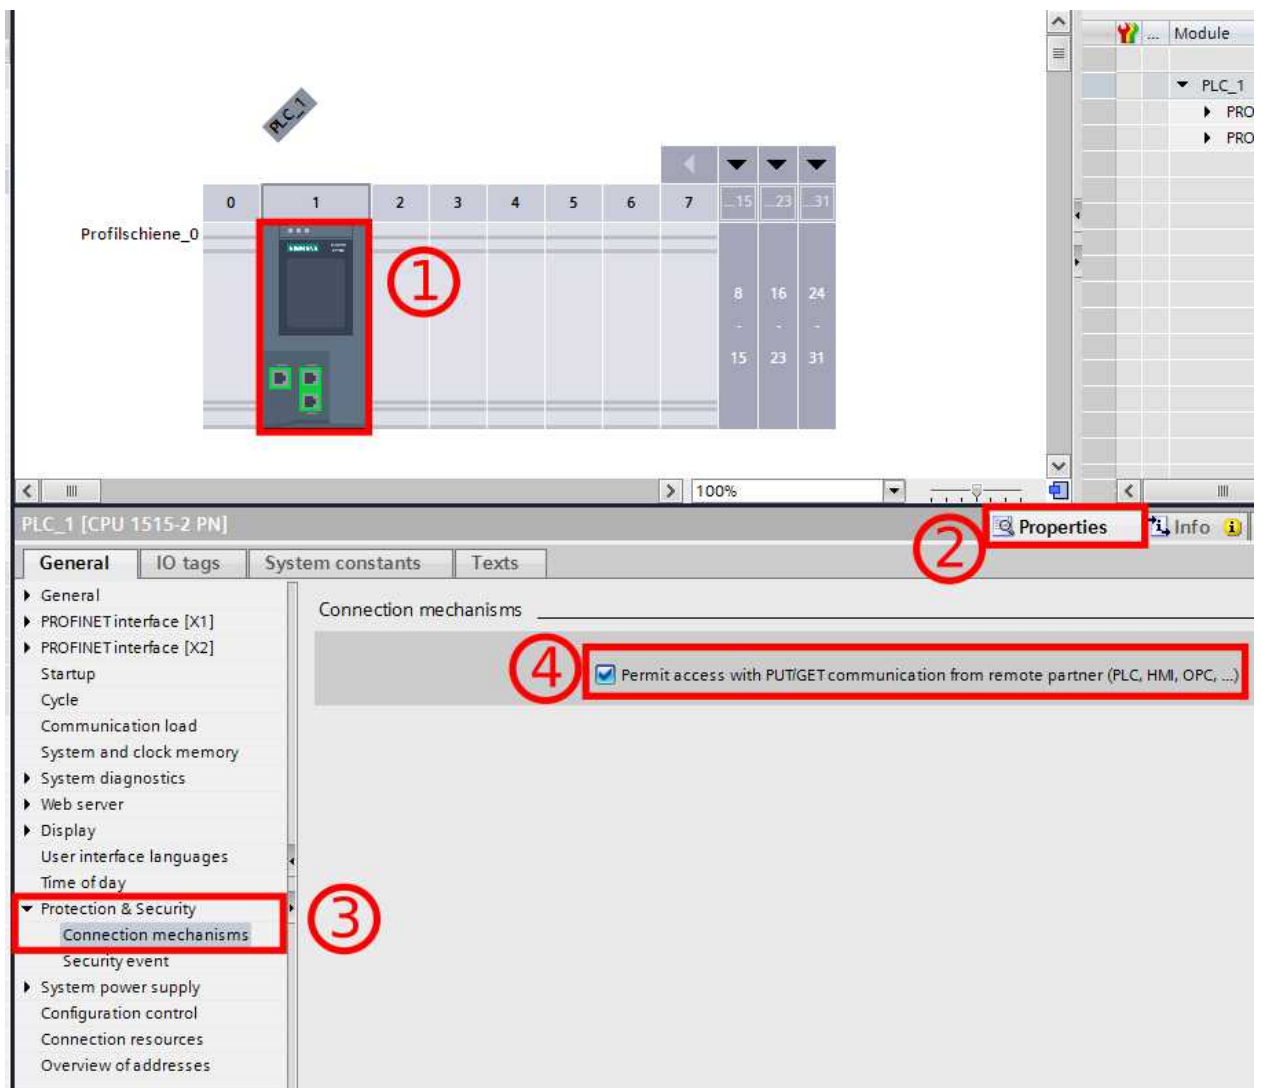 ... Module
PLC_1
PLC_1
PRO
PRO
0 1 2 3 4 5 6 7 ...15 ...23 ...31
Profilschiene_0
SIEMENS
1
8 16 24
- - -
15 23 31
100%
PLC_1 [CPU 1515-2 PN]
2
Properties
Info
General IO tags System constants Texts
General
PROFINET interface [X1]
PROFINET interface [X2]
Startup
Cycle
Communication load
System and clock memory
System diagnostics
Web server
Display
User interface languages
Time of day
Protection & Security
Connection mechanisms
Security event
System power supply
Configuration control
Connection resources
Overview of addresses
3
Connection mechanisms
4
Permit access with PUT/GET communication from remote partner (PLC, HMI, OPC, ...)